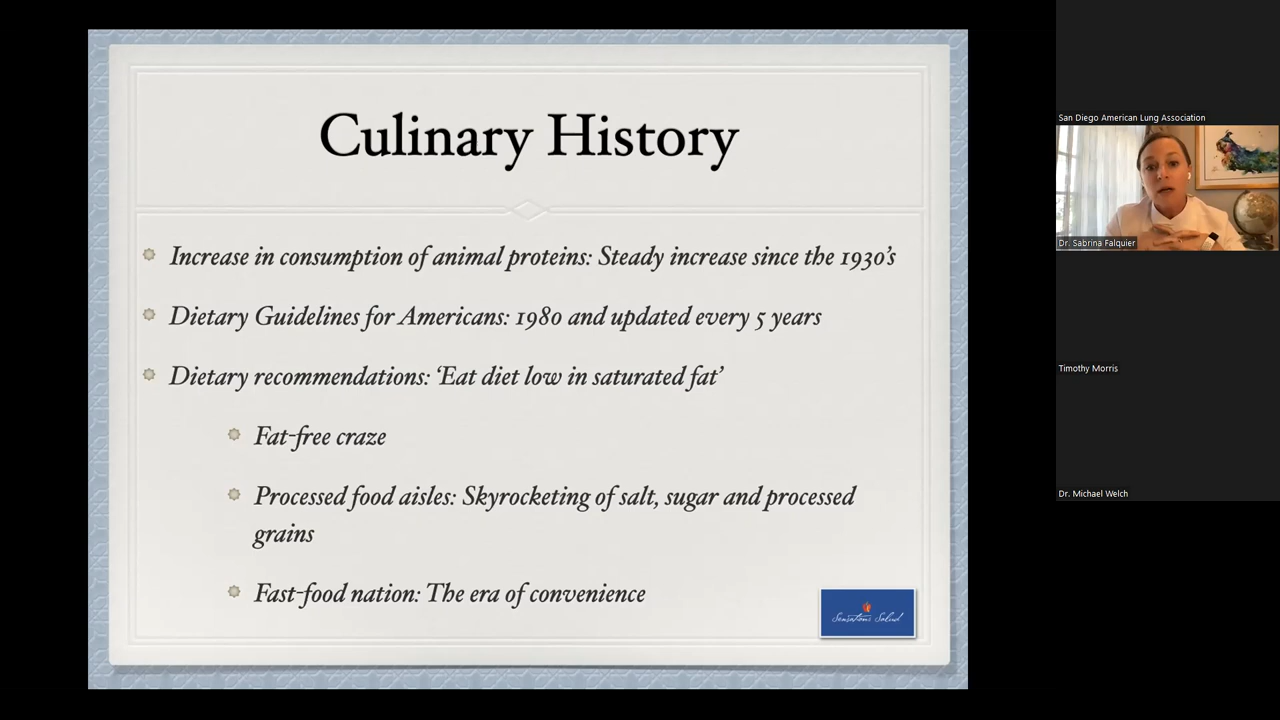 Culinary History
Increase in consumption of animal proteins: Steady increase since the 1930's
Dietary Guidelines for Americans: 1980 and updated every 5 years
Dietary recommendations: ‘Eat diet low in saturated fat’
Fat-free craze
Processed food aisles: Skyrocketing of salt, sugar and processed
grains
Fast-food nation: The era of convenience
Sensations Salud
San Diego American Lung Association
Dr. Sabrina Falquier
Timothy Morris
Dr. Michael Welch